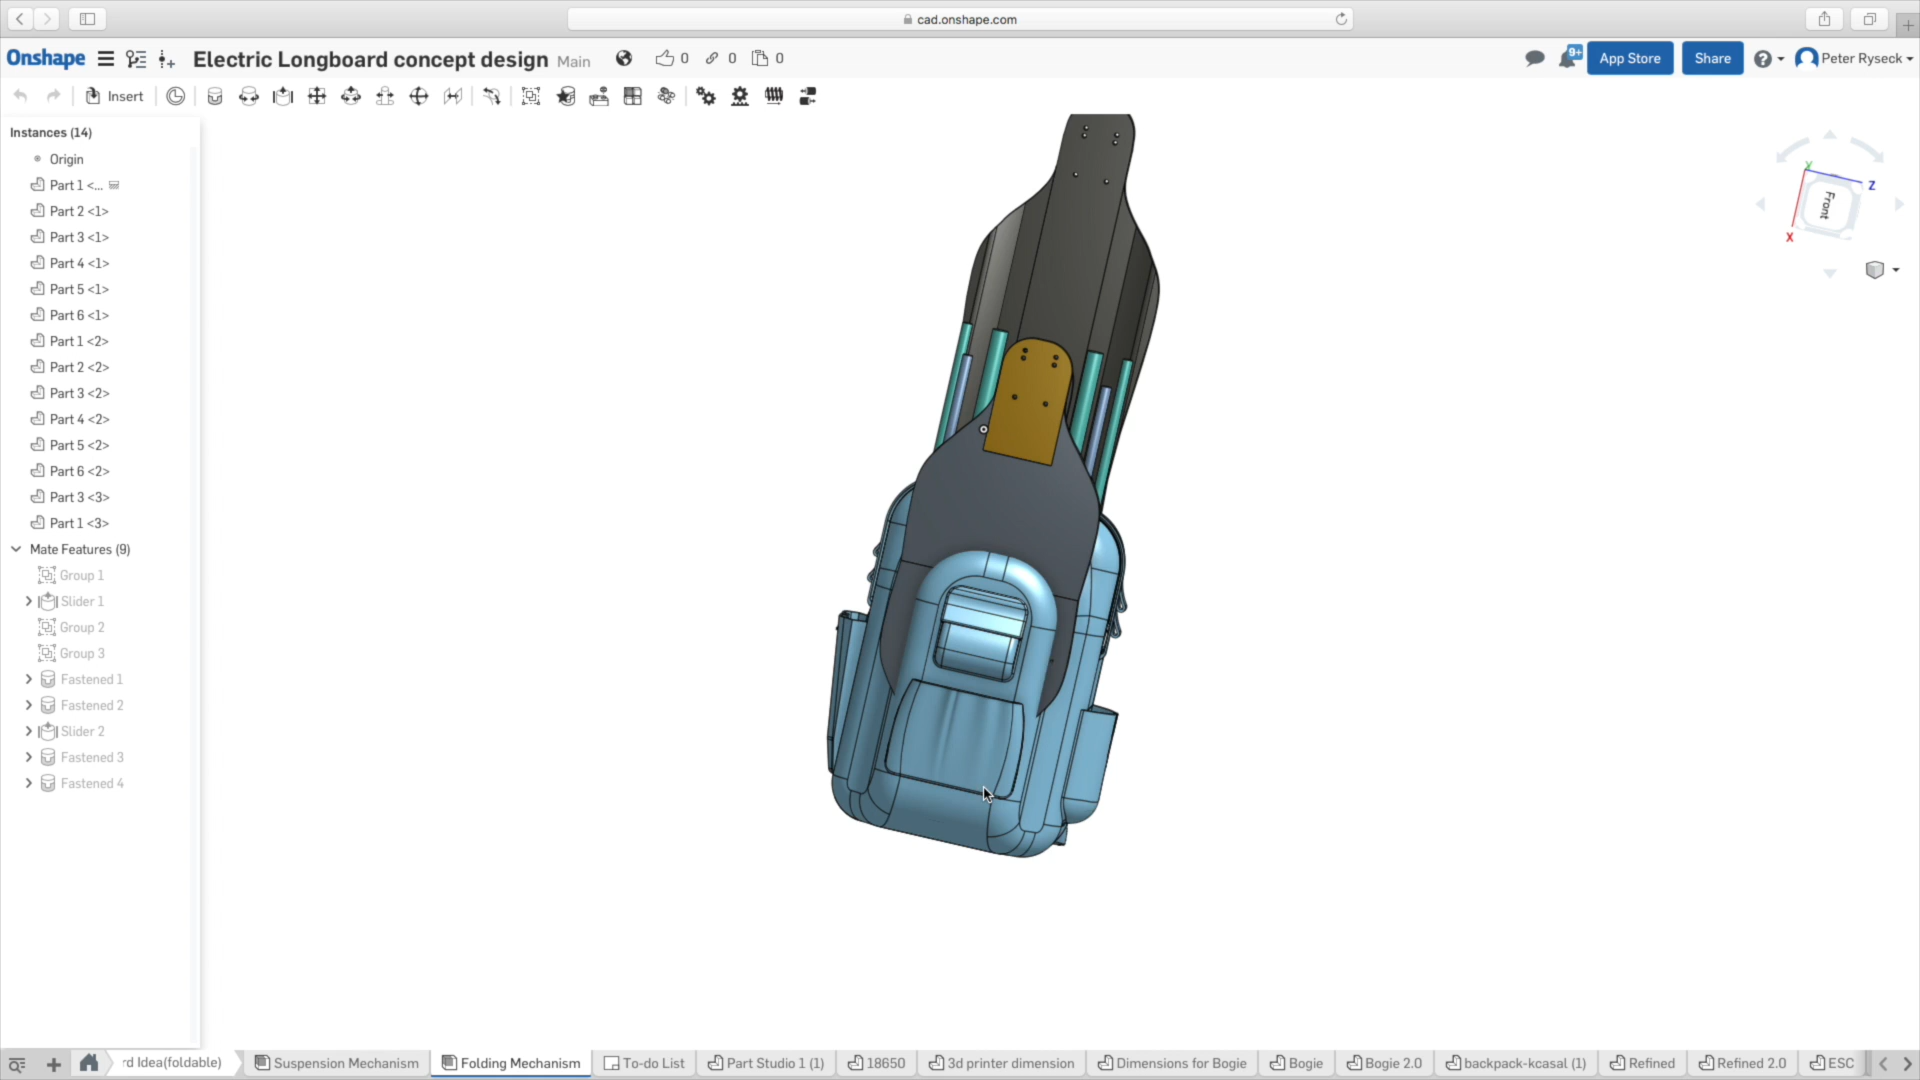 cad.onshape.com
Onshape Electric Longboard concept design Main 0 0 0 9+ App Store Share Peter Ryseck
Insert
Instances (14)
Origin
Part 1 <...
Part 2 <1>
Part 3 <1>
Part 4 <1>
Part 5 <1>
Part 6 <1>
Part 1 <2>
Part 2 <2>
Part 3 <2>
Part 4 <2>
Part 5 <2>
Part 6 <2>
Part 3 <3>
Part 1 <3>
Mate Features (9)
Group 1
Slider 1
Group 2
Group 3
Fastened 1
Fastened 2
Slider 2
Fastened 3
Fastened 4
Y
Z
Front
X
rd Idea(foldable) Suspension Mechanism Folding Mechanism To-do List Part Studio 1 (1) 18650 3d printer dimension Dimensions for Bogie Bogie Bogie 2.0 backpack-kcasal (1) Refined Refined 2.0 ESC